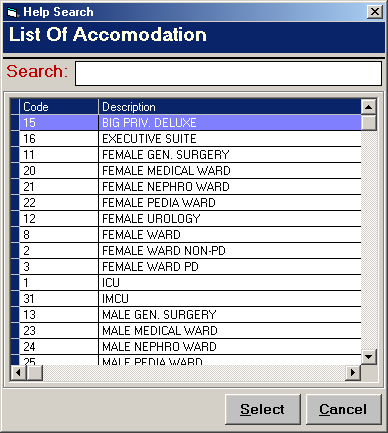 Help Search
List Of Accomodation
Search:
Code Description
15 BIG PRIV. DELUXE
16 EXECUTIVE SUITE
11 FEMALE GEN. SURGERY
20 FEMALE MEDICAL WARD
21 FEMALE NEPHRO WARD
22 FEMALE PEDIA WARD
12 FEMALE UROLOGY
8 FEMALE WARD
2 FEMALE WARD NON-PD
3 FEMALE WARD PD
1 ICU
31 IMCU
13 MALE GEN. SURGERY
23 MALE MEDICAL WARD
24 MALE NEPHRO WARD
25 MALE PEDIA WARD
Select Cancel